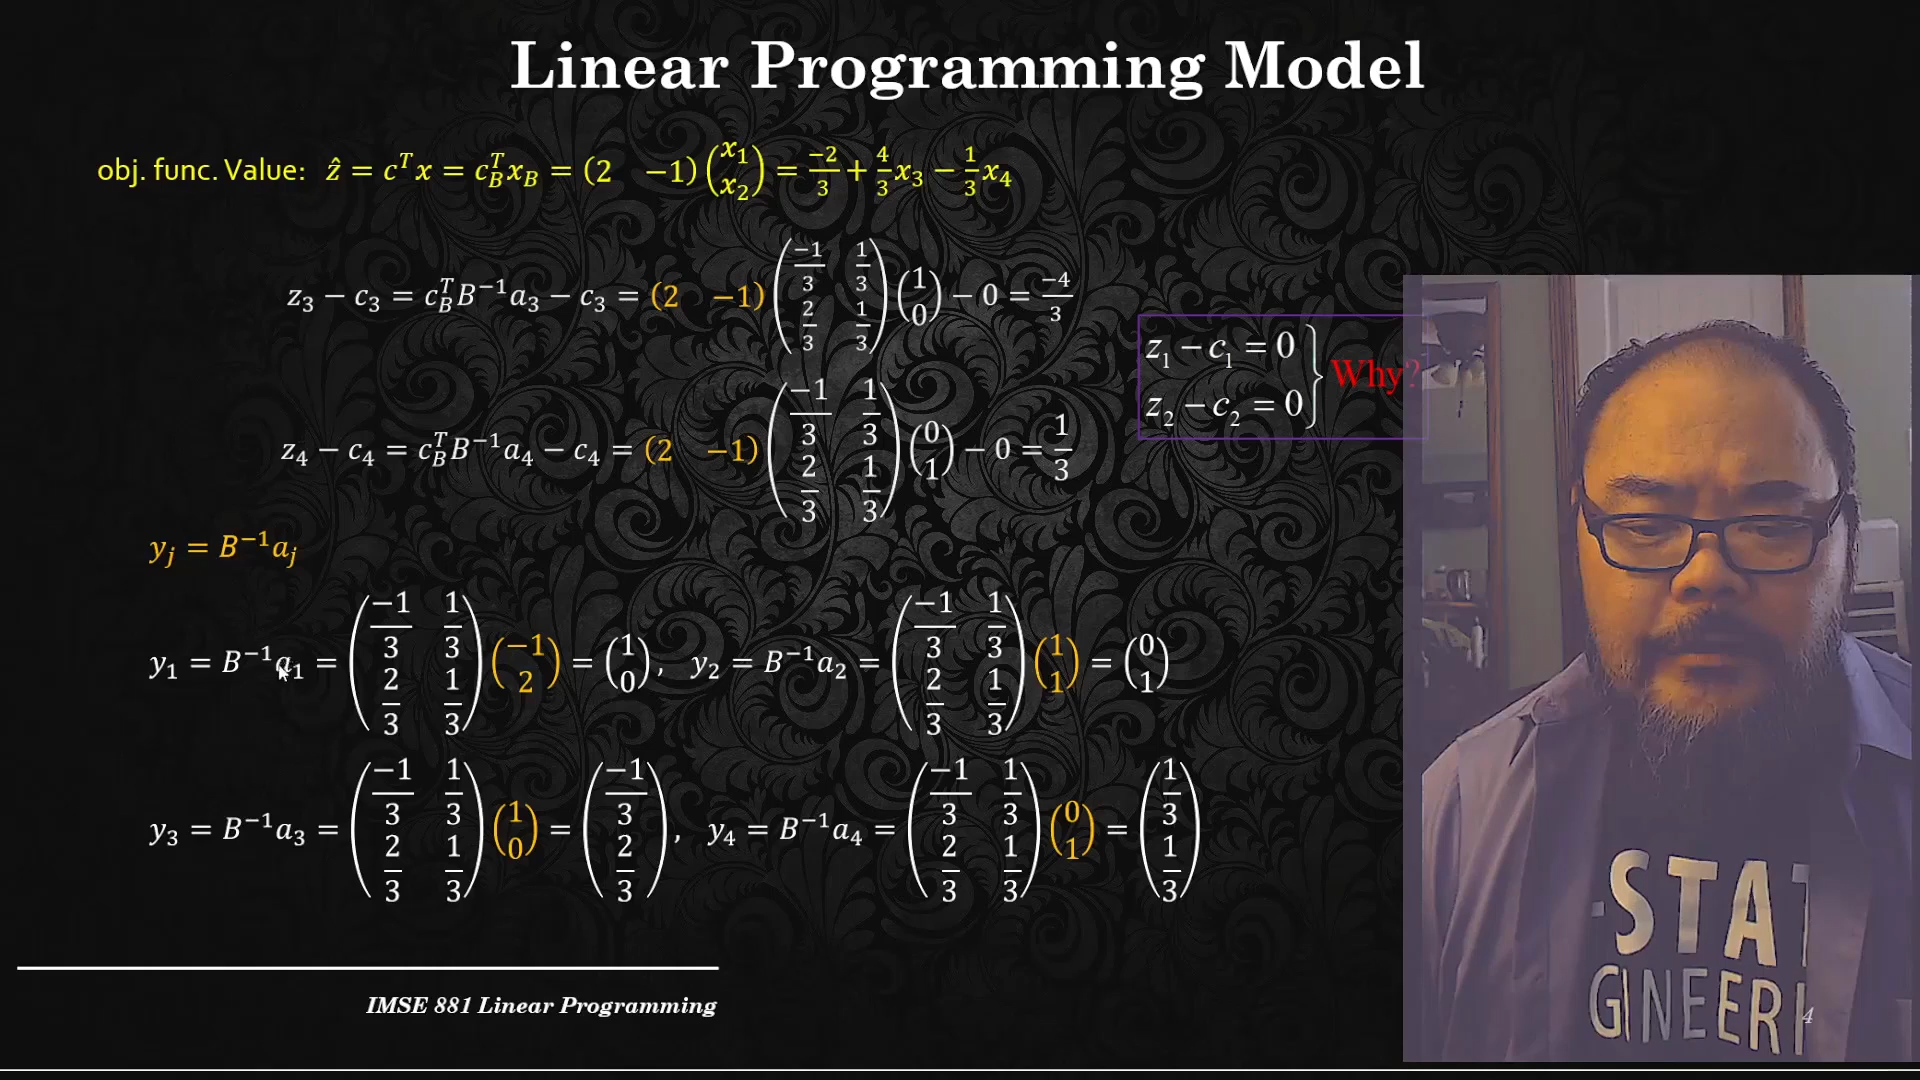 Linear Programming Model
obj. func. Value: ẑ = cᵀx = c_Bᵀx_B = (2 −1)(x₁ x₂) = −2/3 + 4/3 x₃ − 1/3 x₄
z₃ − c₃ = c_BᵀB⁻¹a₃ − c₃ = (2 −1)(−1/3 1/3 2/3 1/3)(1 0) − 0 = −4/3
z₁ − c₁ = 0
z₂ − c₂ = 0
} Why?
z₄ − c₄ = c_BᵀB⁻¹a₄ − c₄ = (2 −1)(−1/3 1/3 2/3 1/3)(0 1) − 0 = 1/3
yⱼ = B⁻¹aⱼ
y₁ = B⁻¹a₁ = (−1/3 1/3 2/3 1/3)(−1 2) = (1 0), y₂ = B⁻¹a₂ = (−1/3 1/3 2/3 1/3)(1 1) = (0 1)
y₃ = B⁻¹a₃ = (−1/3 1/3 2/3 1/3)(1 0) = (−1/3 2/3), y₄ = B⁻¹a₄ = (−1/3 1/3 2/3 1/3)(0 1) = (1/3 1/3)
IMSE 881 Linear Programming
4
STAT
GINEERI